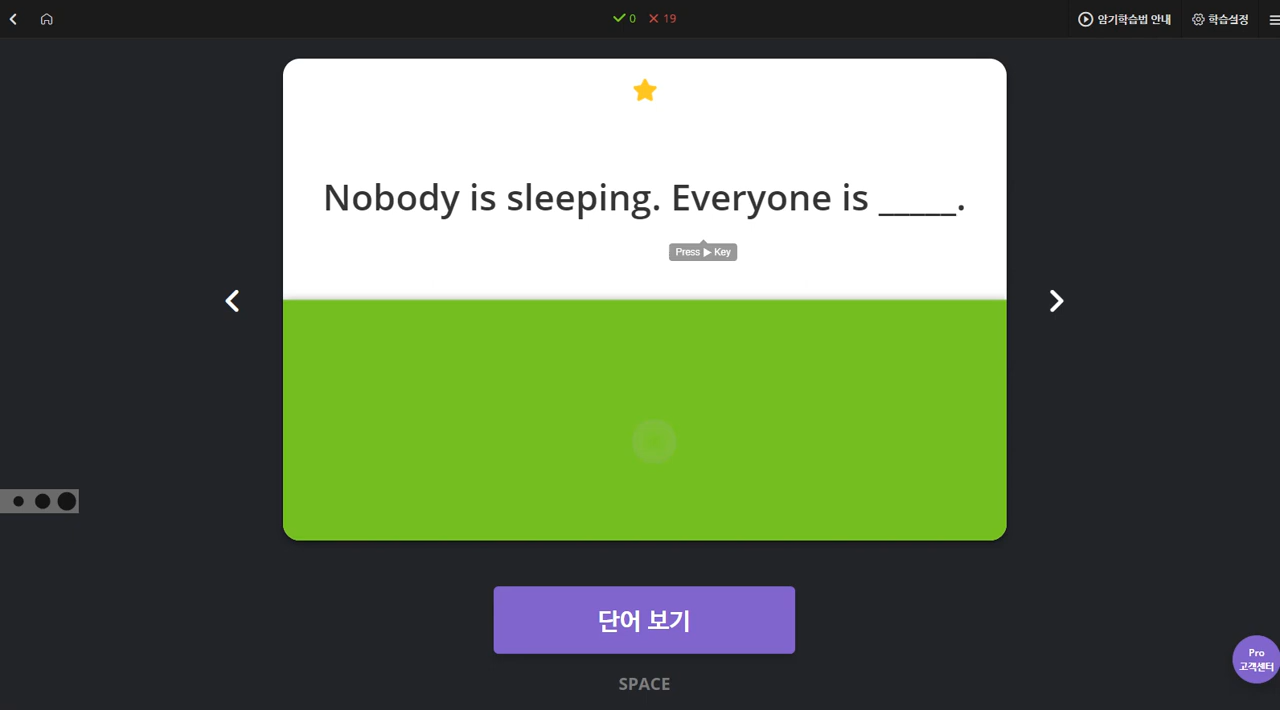 0 19
암기학습법 안내
학습설정
Nobody is sleeping. Everyone is _____.
Press ▶ Key
단어 보기
SPACE
Pro
고객센터